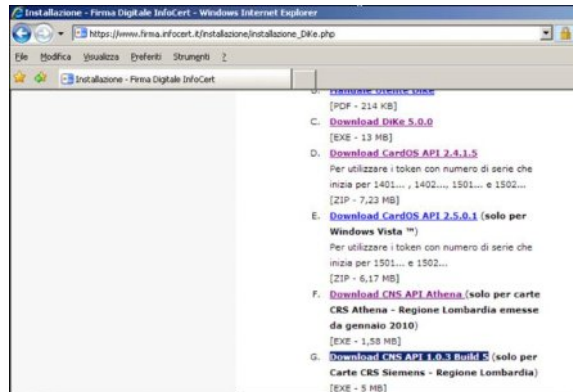 Installazione - Firma Digitale InfoCert - Windows Internet Explorer
https://www.firma.infocert.it/installazione/installazione_DiKe.php
File Modifica Visualizza Preferiti Strumenti ?
Installazione - Firma Digitale InfoCert
B. Manuale Utente DiKe
[PDF - 214 KB]
C. Download DiKe 5.0.0
[EXE - 13 MB]
D. Download CardOS API 2.4.1.5
Per utilizzare i token con numero di serie che
inizia per 1401... , 1402..., 1501... e 1502...
[ZIP - 7,23 MB]
E. Download CardOS API 2.5.0.1 (solo per
Windows Vista ™)
Per utilizzare i token con numero di serie che
inizia per 1501... e 1502...
[ZIP - 6,17 MB]
F. Download CNS API Athena (solo per carte
CRS Athena - Regione Lombardia emesse
da gennaio 2010)
[EXE - 1,58 MB]
G. Download CNS API 1.0.3 Build 5 (solo per
Carte CRS Siemens - Regione Lombardia)
[EXE - 5 MB]